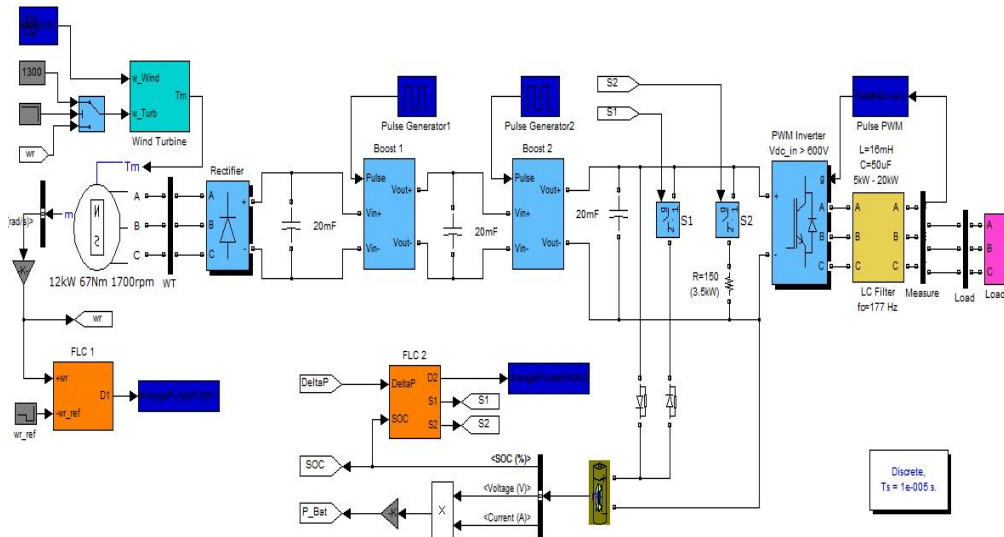 S2
S1
1300
w_Wind
Tm
w_Turb
Wind Turbine
wr
Pulse Generator1
Pulse Generator2
PWM Inverter
Vdc_in > 600V
Pulse PWM
L=16mH
C=50uF
5kW - 20kW
Tm
m
N
S
A
B
C
12kW 67Nm 1700rpm
WT
Rectifier
A
B
C
+
-
20mF
Boost 1
Pulse
Vin+
Vin-
Vout+
Vout-
20mF
Boost 2
Pulse
Vin+
Vin-
Vout+
Vout-
20mF
S1
S2
R=150
(3.5kW)
+
-
g
A
B
C
A
B
C
A
B
C
LC Filter
fo=177 Hz
Measure
Load
A
B
C
Load
wr
FLC 1
+wr
-wr_ref
D1
wr_ref
FLC 2
DeltaP
DeltaP
SOC
D2
S1
S2
S1
S2
SOC
<SOC (%)>
<Voltage (V)>
P_Bat
X
<Current (A)>
Discrete,
Ts = 1e-005 s.